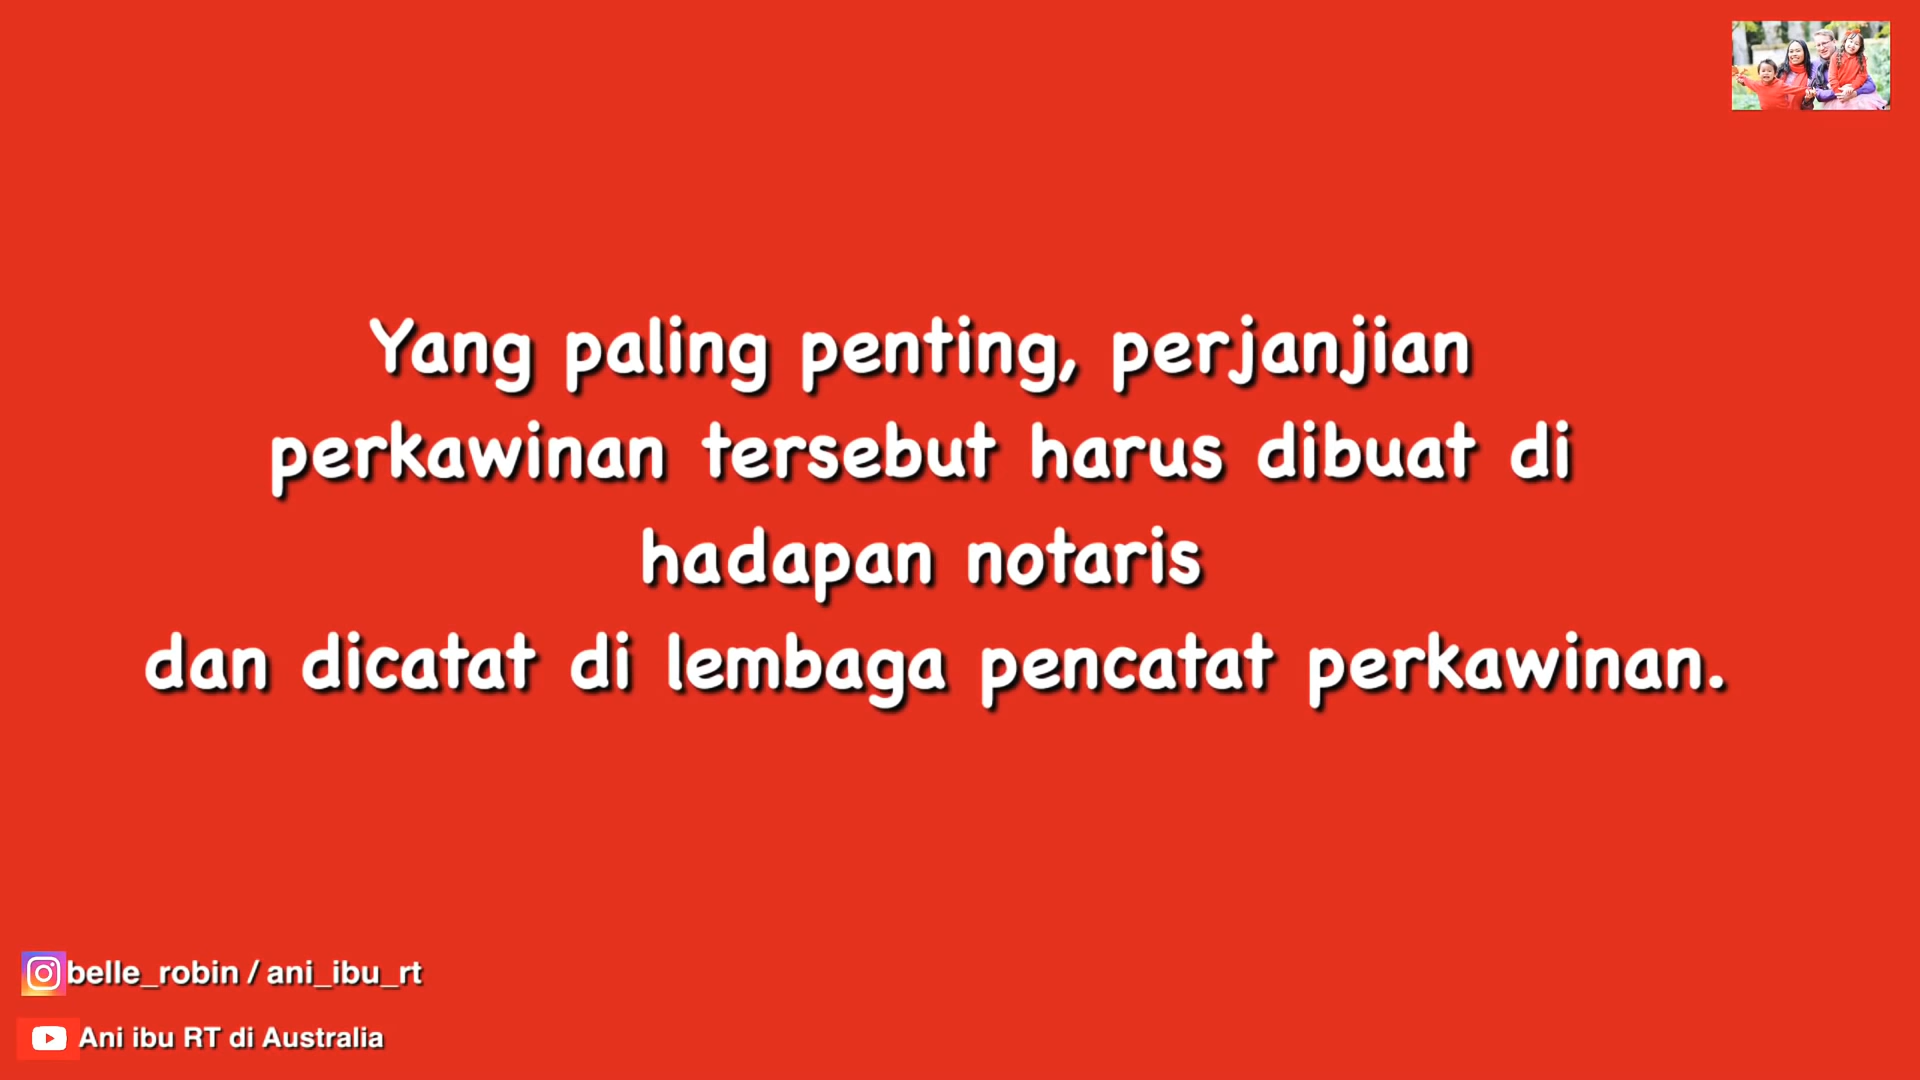 Yang paling penting, perjanjian
perkawinan tersebut harus dibuat di
hadapan notaris
dan dicatat di lembaga pencatat perkawinan.
belle_robin / ani_ibu_rt
Ani ibu RT di Australia